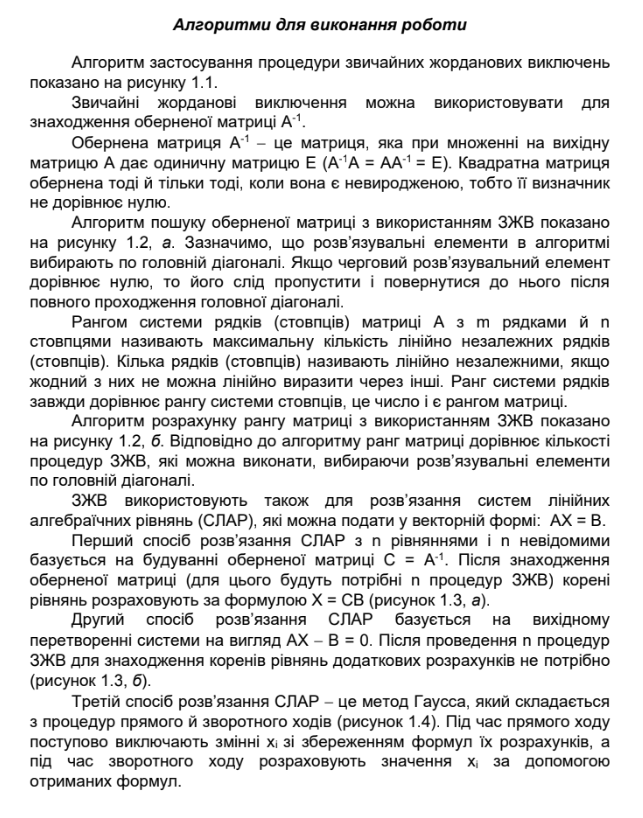 Алгоритми для виконання роботи
Алгоритм застосування процедури звичайних жорданових виключень
показано на рисунку 1.1.
Звичайні жорданові виключення можна використовувати для
знаходження оберненої матриці A⁻¹.
Обернена матриця A⁻¹ – це матриця, яка при множенні на вихідну
матрицю A дає одиничну матрицю E (A⁻¹A = AA⁻¹ = E). Квадратна матриця
обернена тоді й тільки тоді, коли вона є невиродженою, тобто її визначник
не дорівнює нулю.
Алгоритм пошуку оберненої матриці з використанням ЗЖВ показано
на рисунку 1.2, а. Зазначимо, що розв’язувальні елементи в алгоритмі
вибирають по головній діагоналі. Якщо черговий розв’язувальний елемент
дорівнює нулю, то його слід пропустити і повернутися до нього після
повного проходження головної діагоналі.
Рангом системи рядків (стовпців) матриці A з m рядками й n
стовпцями називають максимальну кількість лінійно незалежних рядків
(стовпців). Кілька рядків (стовпців) називають лінійно незалежними, якщо
жодний з них не можна лінійно виразити через інші. Ранг системи рядків
завжди дорівнює рангу системи стовпців, це число і є рангом матриці.
Алгоритм розрахунку рангу матриці з використанням ЗЖВ показано
на рисунку 1.2, б. Відповідно до алгоритму ранг матриці дорівнює кількості
процедур ЗЖВ, які можна виконати, вибираючи розв’язувальні елементи
по головній діагоналі.
ЗЖВ використовують також для розв’язання систем лінійних
алгебраїчних рівнянь (СЛАР), які можна подати у векторній формі: AX = B.
Перший спосіб розв’язання СЛАР з n рівняннями і n невідомими
базується на будуванні оберненої матриці C = A⁻¹. Після знаходження
оберненої матриці (для цього будуть потрібні n процедур ЗЖВ) корені
рівнянь розраховують за формулою X = CB (рисунок 1.3, а).
Другий спосіб розв’язання СЛАР базується на вихідному
перетворенні системи на вигляд AX – B = 0. Після проведення n процедур
ЗЖВ для знаходження коренів рівнянь додаткових розрахунків не потрібно
(рисунок 1.3, б).
Третій спосіб розв’язання СЛАР – це метод Гаусса, який складається
з процедур прямого й зворотного ходів (рисунок 1.4). Під час прямого ходу
поступово виключають змінні xᵢ зі збереженням формул їх розрахунків, а
під час зворотного ходу розраховують значення xᵢ за допомогою
отриманих формул.